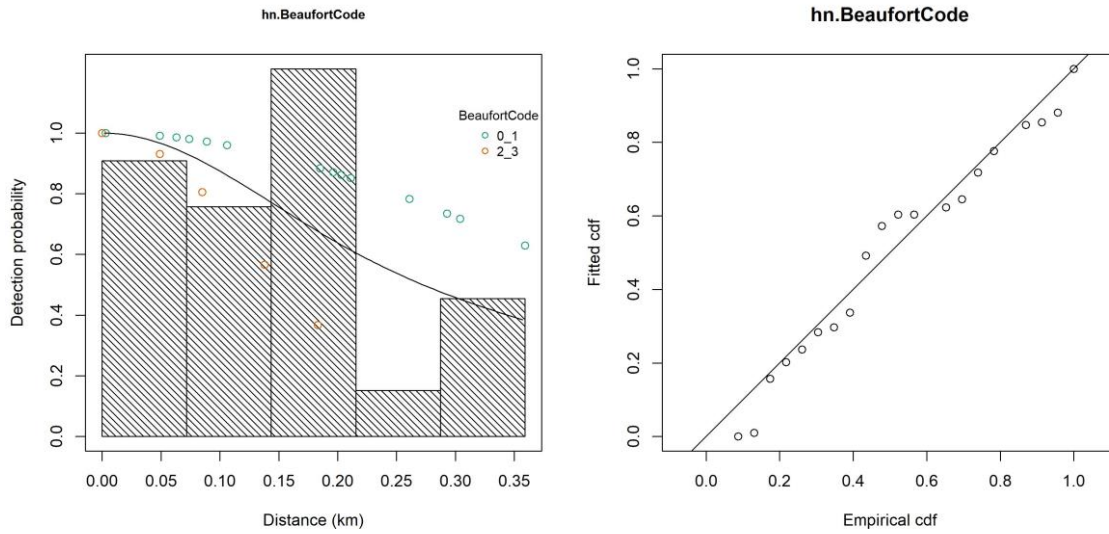 hn.BeaufortCode
Detection probability
1.0
0.8
0.6
0.4
0.2
0.0
BeaufortCode
0_1
2_3
0.00 0.05 0.10 0.15 0.20 0.25 0.30 0.35
Distance (km)
hn.BeaufortCode
Fitted cdf
1.0
0.8
0.6
0.4
0.2
0.0
0.0 0.2 0.4 0.6 0.8 1.0
Empirical cdf